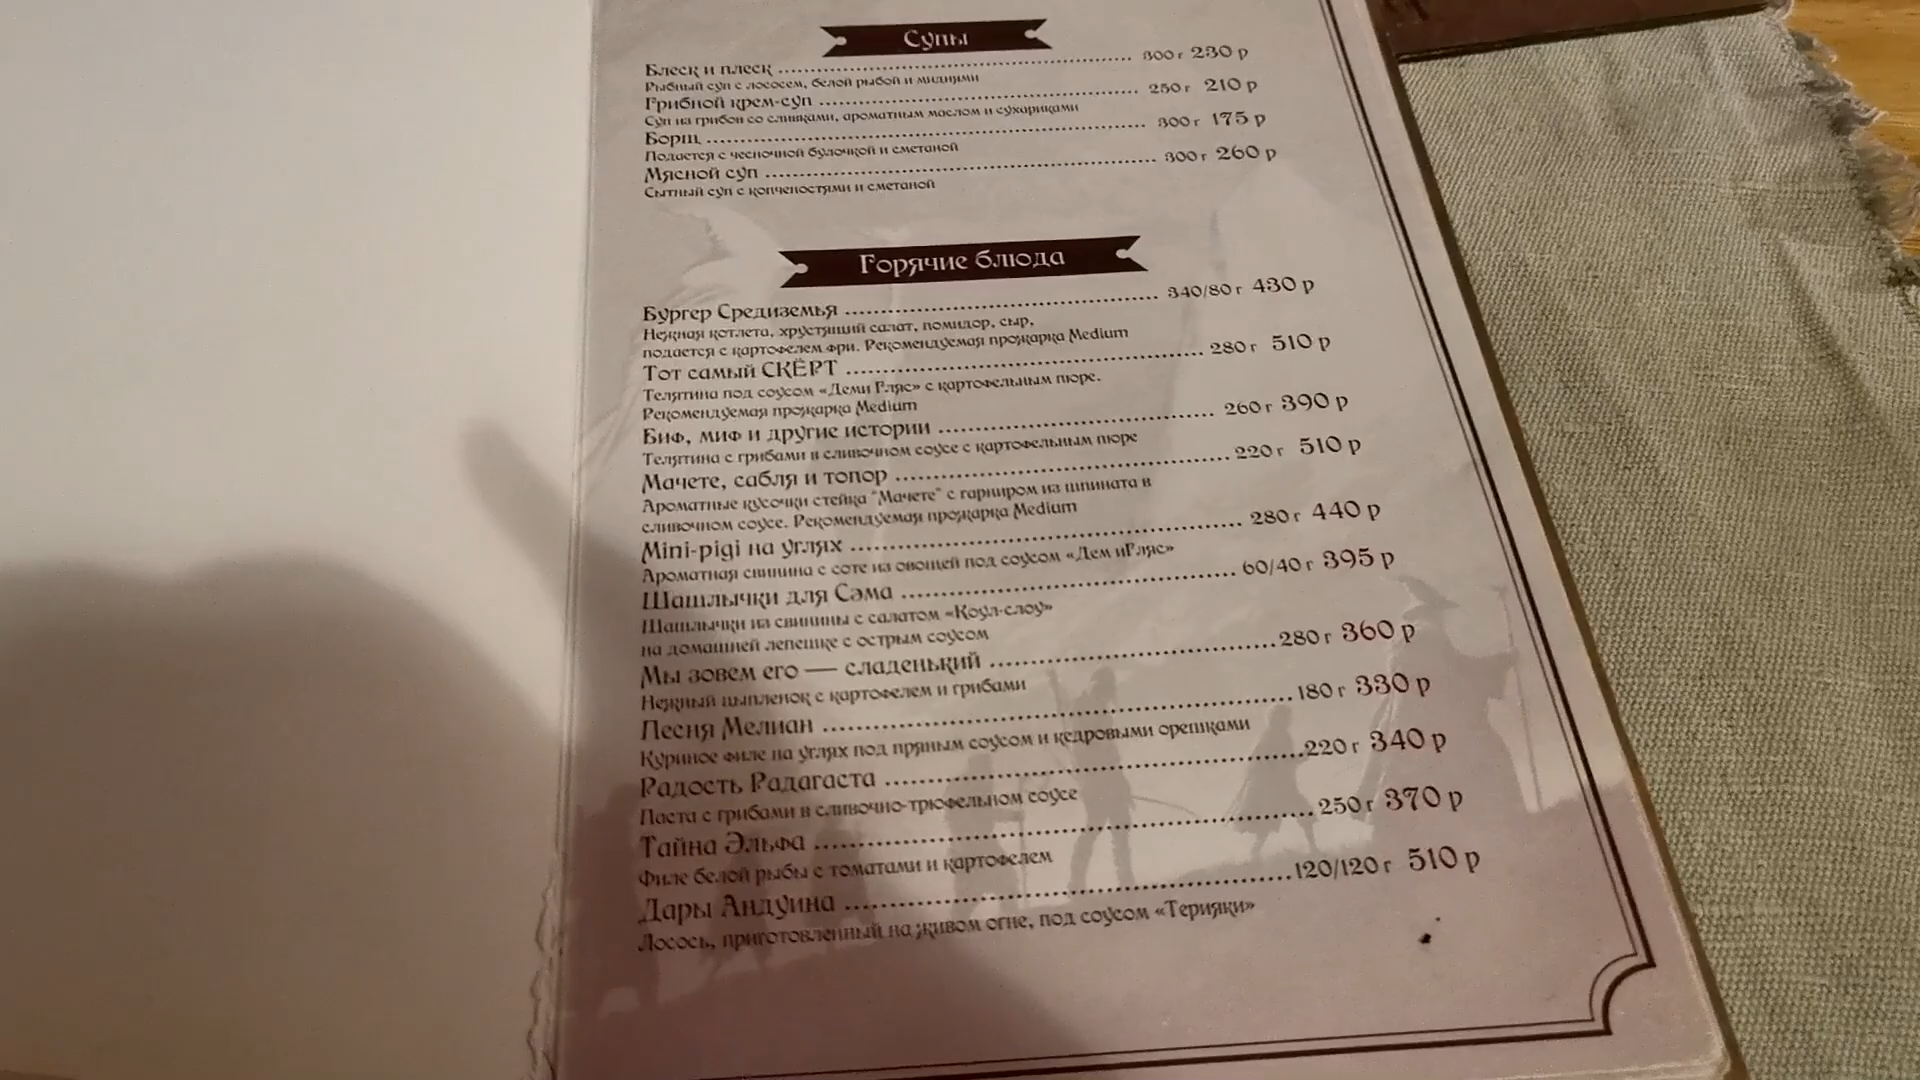 Супы
Блеск и плеск 300 г 230 р
Рыбный суп с лососем, белой рыбой и мидиями
Грибной крем-суп 250 г 210 р
Суп из грибов со сливками, ароматным маслом и сухариками
Борщ 300 г 175 р
Подается с чесночной булочкой и сметаной
Мясной суп 300 г 260 р
Сытный суп с копченостями и сметаной
Горячие блюда
Бургер Средиземья 340/80 г 430 р
Нежная котлета, хрустящий салат, помидор, сыр,
подается с картофелем фри. Рекомендуемая прожарка Medium
Тот самый СКЁРТ 280 г 510 р
Телятина под соусом «Деми Гляс» с картофельным пюре.
Рекомендуемая прожарка Medium
Биф, миф и другие истории 260 г 390 р
Телятина с грибами в сливочном соусе с картофельным пюре
Мачете, сабля и топор 220 г 510 р
Ароматные кусочки стейка "Мачете" с гарниром из шпината в
сливочном соусе. Рекомендуемая прожарка Medium
Mini-pigi на углях 280 г 440 р
Ароматная свинина с соте из овощей под соусом «Дем иГляс»
Шашлычки для Сэма 60/40 г 395 р
Шашлычки из свинины с салатом «Коул-слоу»
на домашней лепешке с острым соусом
Мы зовем его — сладенький 280 г 360 р
Нежный цыпленок с картофелем и грибами
Песня Мелиан 180 г 330 р
Куриное филе на углях под пряным соусом и кедровыми орешками
Радость Радагаста 220 г 340 р
Паста с грибами в сливочно-трюфельном соусе
Тайна Эльфа 250 г 370 р
Филе белой рыбы с томатами и картофелем
Дары Андуина 120/120 г 510 р
Лосось, приготовленный на живом огне, под соусом «Терияки»